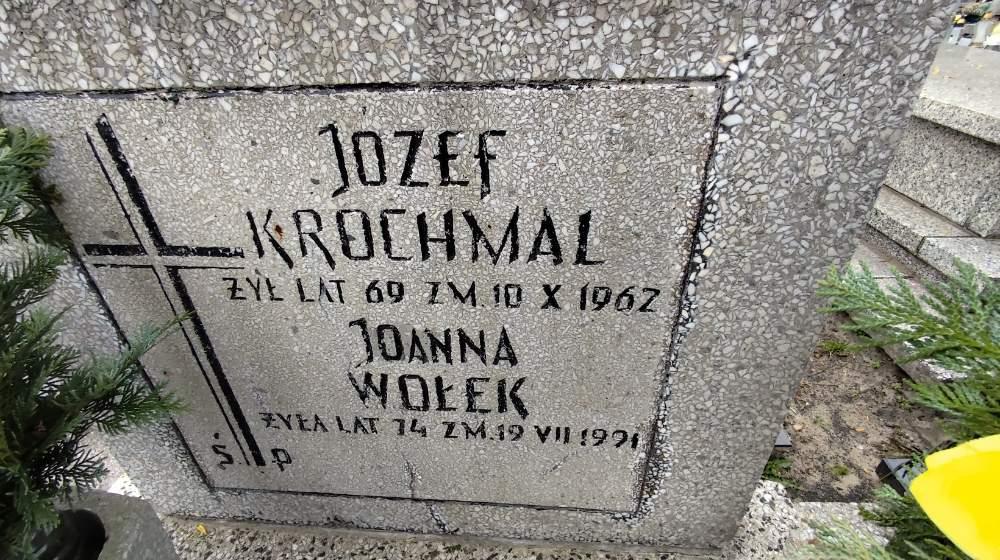 JOZEF
KROCHMAL
ŻYŁ LAT 69 ZM. 10 X 1962
JOANNA
WOŁEK
ŻYŁA LAT 74 ZM. 19 VII 1991
Ś. P